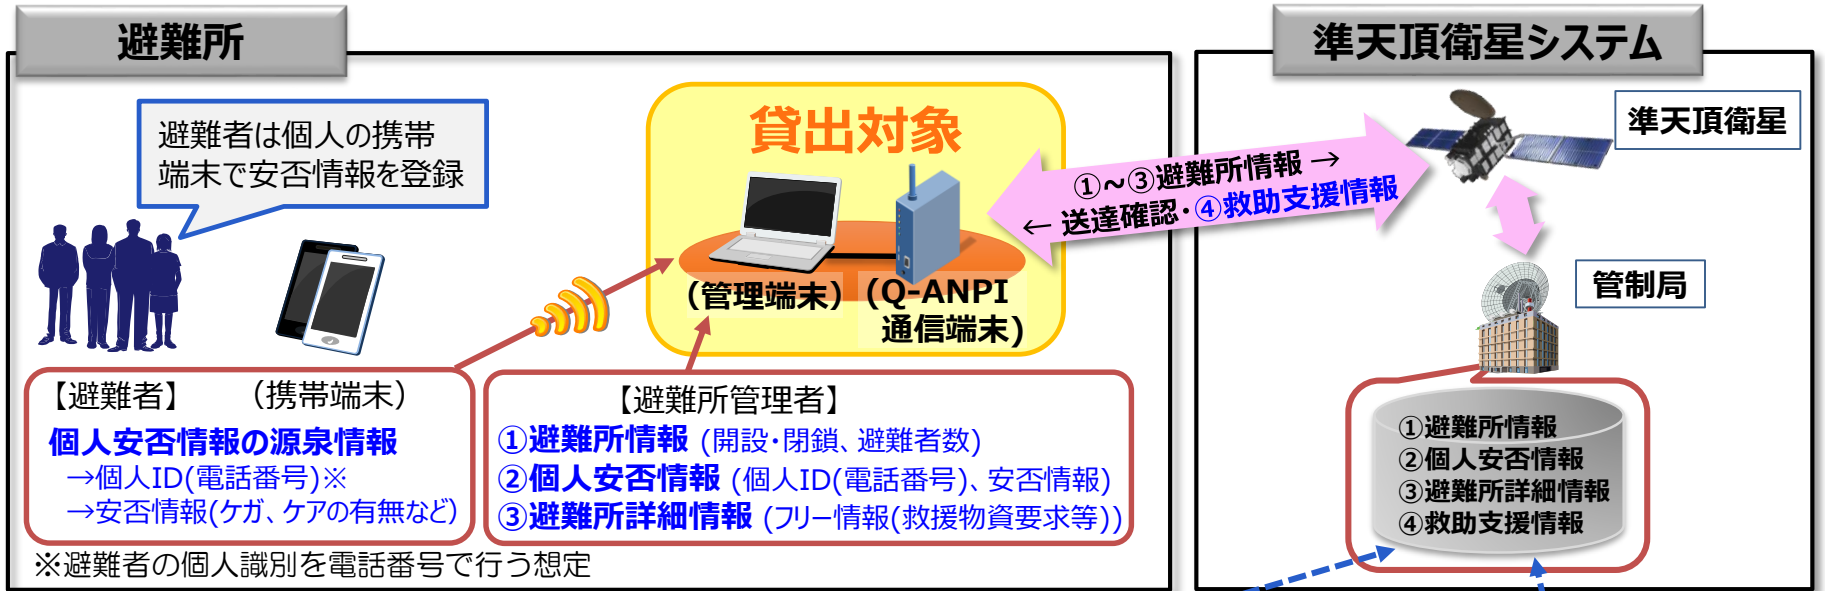 避難所
避難者は個人の携帯
端末で安否情報を登録
貸出対象
(管理端末)
(Q-ANPI
通信端末)
【避難者】 (携帯端末)
個人安否情報の源泉情報
→個人ID(電話番号)※
→安否情報(ケガ、ケアの有無など)
【避難所管理者】
①避難所情報 (開設・閉鎖、避難者数)
②個人安否情報 (個人ID(電話番号)、安否情報)
③避難所詳細情報 (フリー情報(救援物資要求等))
※避難者の個人識別を電話番号で行う想定
①~③避難所情報 →
← 送達確認・④救助支援情報
準天頂衛星システム
準天頂衛星
管制局
①避難所情報
②個人安否情報
③避難所詳細情報
④救助支援情報